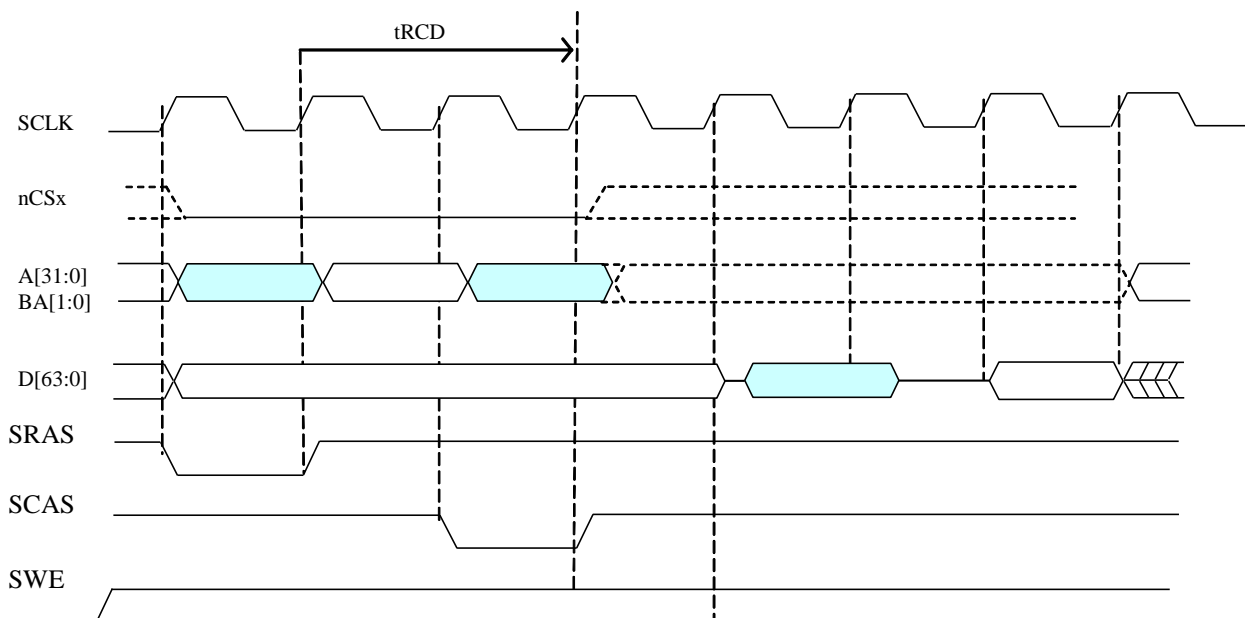 tRCD
SCLK
nCSx
A[31:0]
BA[1:0]
D[63:0]
SRAS
SCAS
SWE